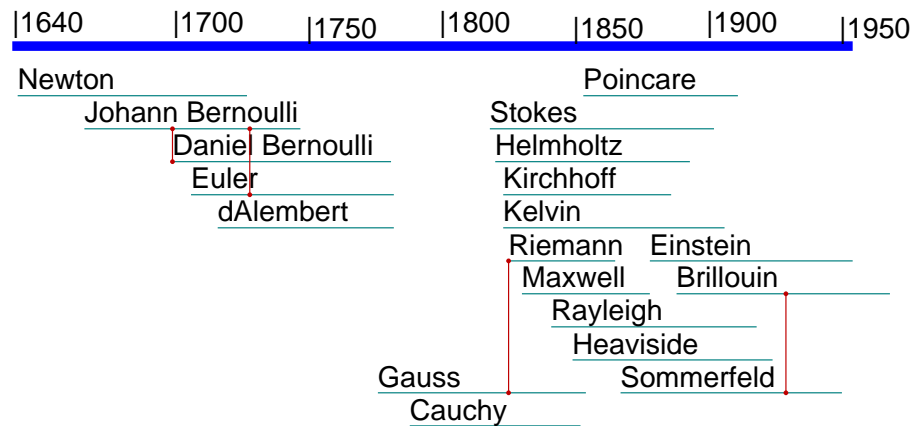 |1640 |1700 |1750 |1800 |1850 |1900 |1950
Newton Poincare
Johann Bernoulli Stokes
Daniel Bernoulli Helmholtz
Euler Kirchhoff
dAlembert Kelvin
Riemann Einstein
Maxwell Brillouin
Rayleigh
Heaviside
Gauss Sommerfeld
Cauchy